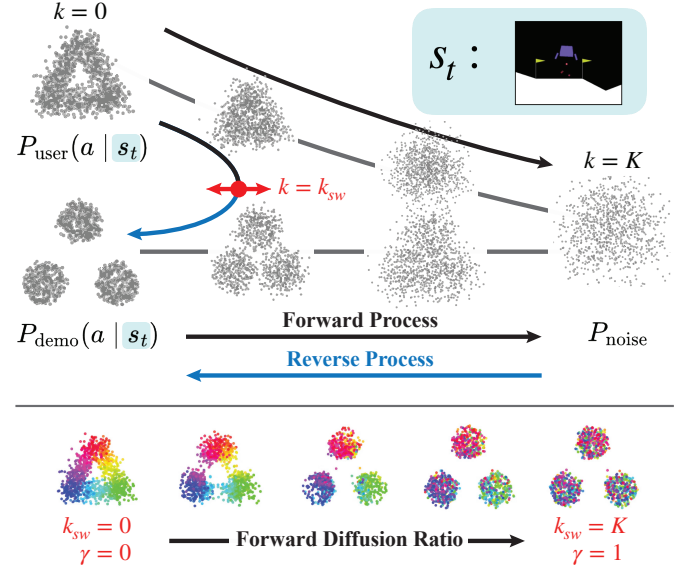 k = 0
s_t :
P_user(a | s_t)
k = K
k = k_sw
P_demo(a | s_t)
Forward Process
P_noise
Reverse Process
k_sw = 0
γ = 0
Forward Diffusion Ratio
k_sw = K
γ = 1